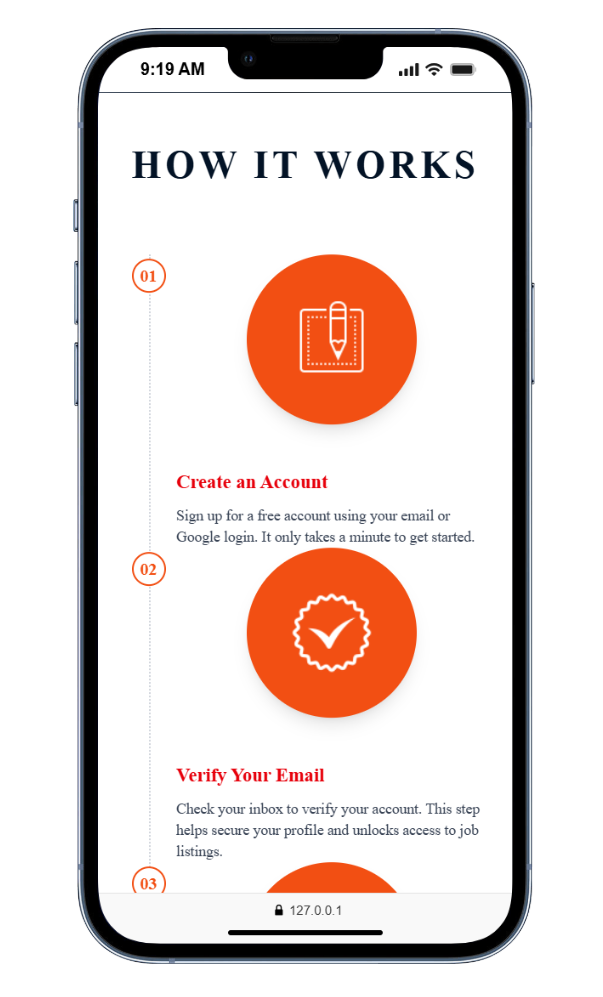 9:19 AM
HOW IT WORKS
01
Create an Account
Sign up for a free account using your email or
Google login. It only takes a minute to get started.
02
Verify Your Email
Check your inbox to verify your account. This step
helps secure your profile and unlocks access to job
listings.
03
127.0.0.1